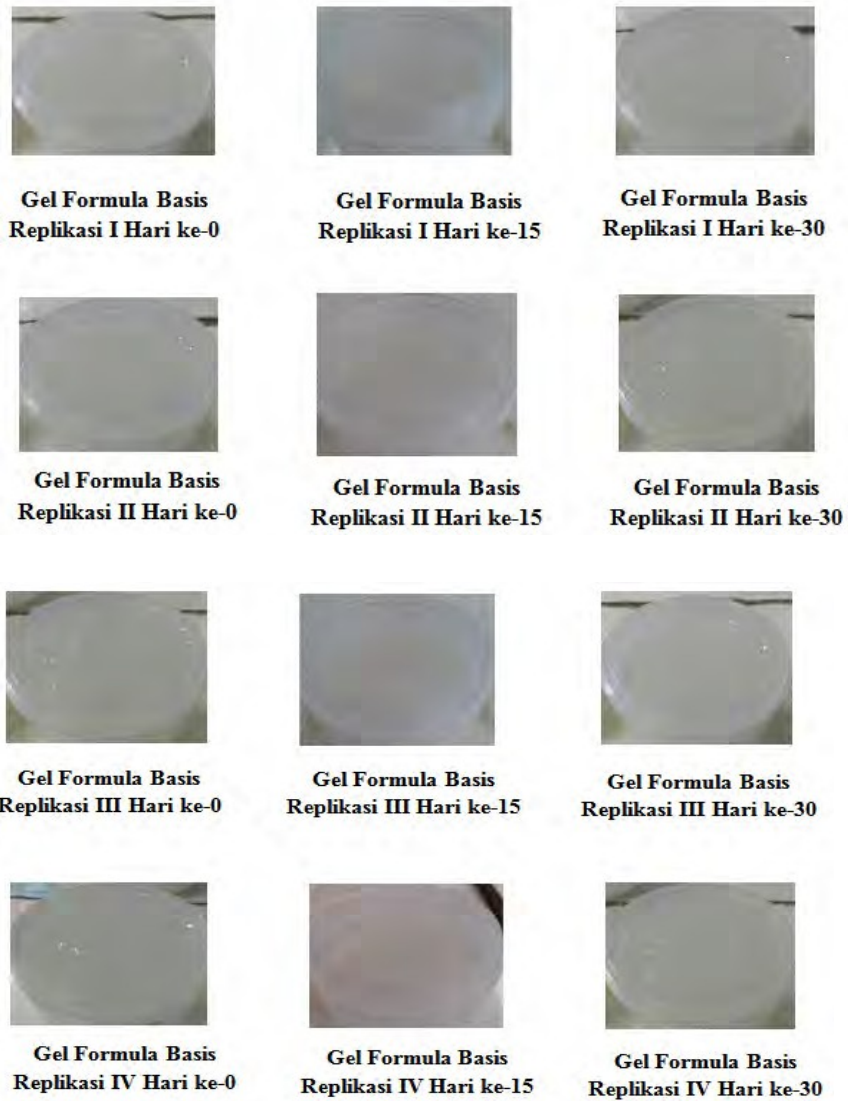 Gel Formula Basis
Replikasi I Hari ke-0
Gel Formula Basis
Replikasi I Hari ke-15
Gel Formula Basis
Replikasi I Hari ke-30
Gel Formula Basis
Replikasi II Hari ke-0
Gel Formula Basis
Replikasi II Hari ke-15
Gel Formula Basis
Replikasi II Hari ke-30
Gel Formula Basis
Replikasi III Hari ke-0
Gel Formula Basis
Replikasi III Hari ke-15
Gel Formula Basis
Replikasi III Hari ke-30
Gel Formula Basis
Replikasi IV Hari ke-0
Gel Formula Basis
Replikasi IV Hari ke-15
Gel Formula Basis
Replikasi IV Hari ke-30